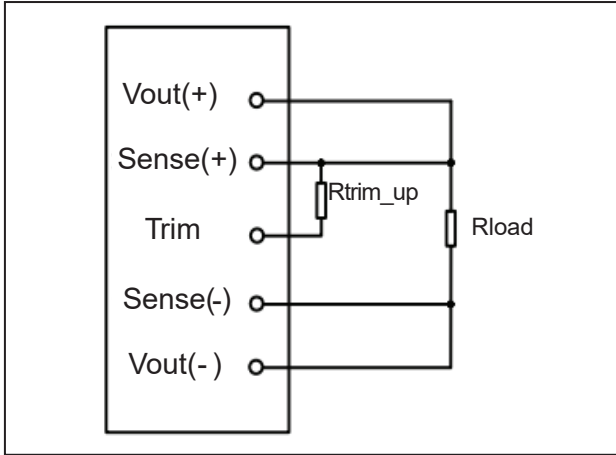 Vout(+)
Sense(+)
Rtrim_up
Trim
Rload
Sense(-)
Vout(-)